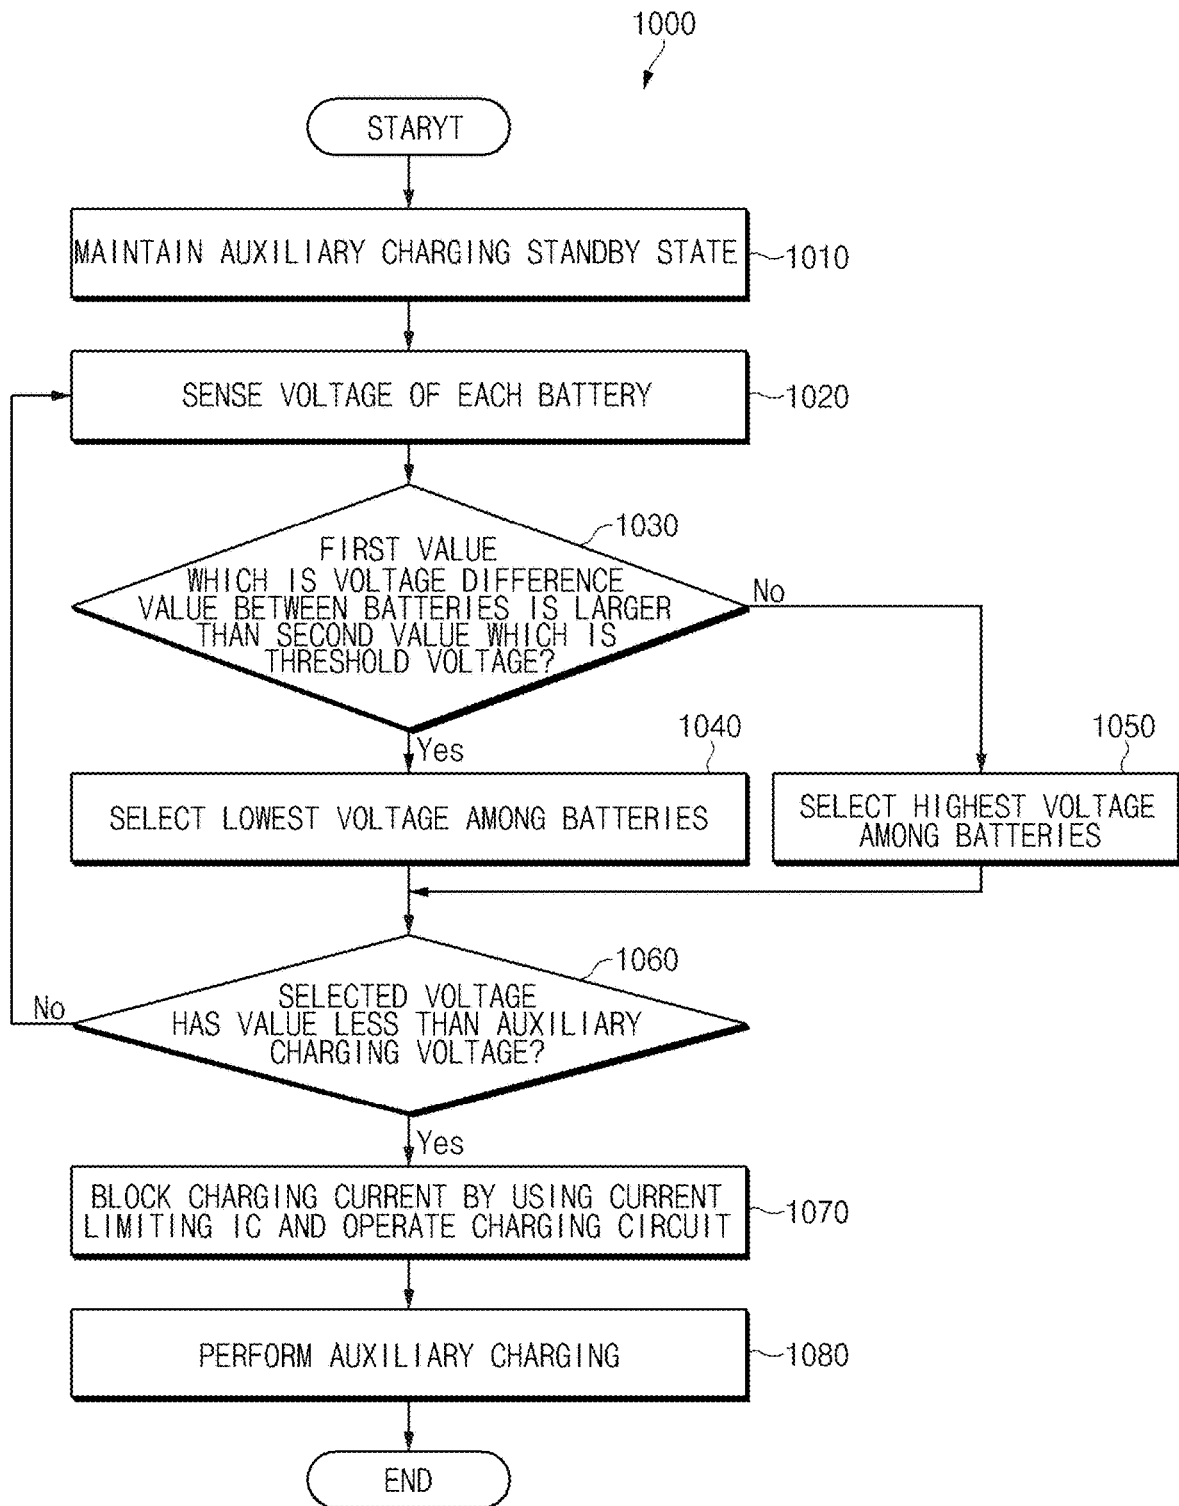 1000
STARYT
MAINTAIN AUXILIARY CHARGING STANDBY STATE
1010
SENSE VOLTAGE OF EACH BATTERY
1020
1030
FIRST VALUE
WHICH IS VOLTAGE DIFFERENCE
VALUE BETWEEN BATTERIES IS LARGER
THAN SECOND VALUE WHICH IS
THRESHOLD VOLTAGE?
No
Yes
1040
SELECT LOWEST VOLTAGE AMONG BATTERIES
1050
SELECT HIGHEST VOLTAGE
AMONG BATTERIES
1060
SELECTED VOLTAGE
HAS VALUE LESS THAN AUXILIARY
CHARGING VOLTAGE?
No
Yes
BLOCK CHARGING CURRENT BY USING CURRENT
LIMITING IC AND OPERATE CHARGING CIRCUIT
1070
PERFORM AUXILIARY CHARGING
1080
END